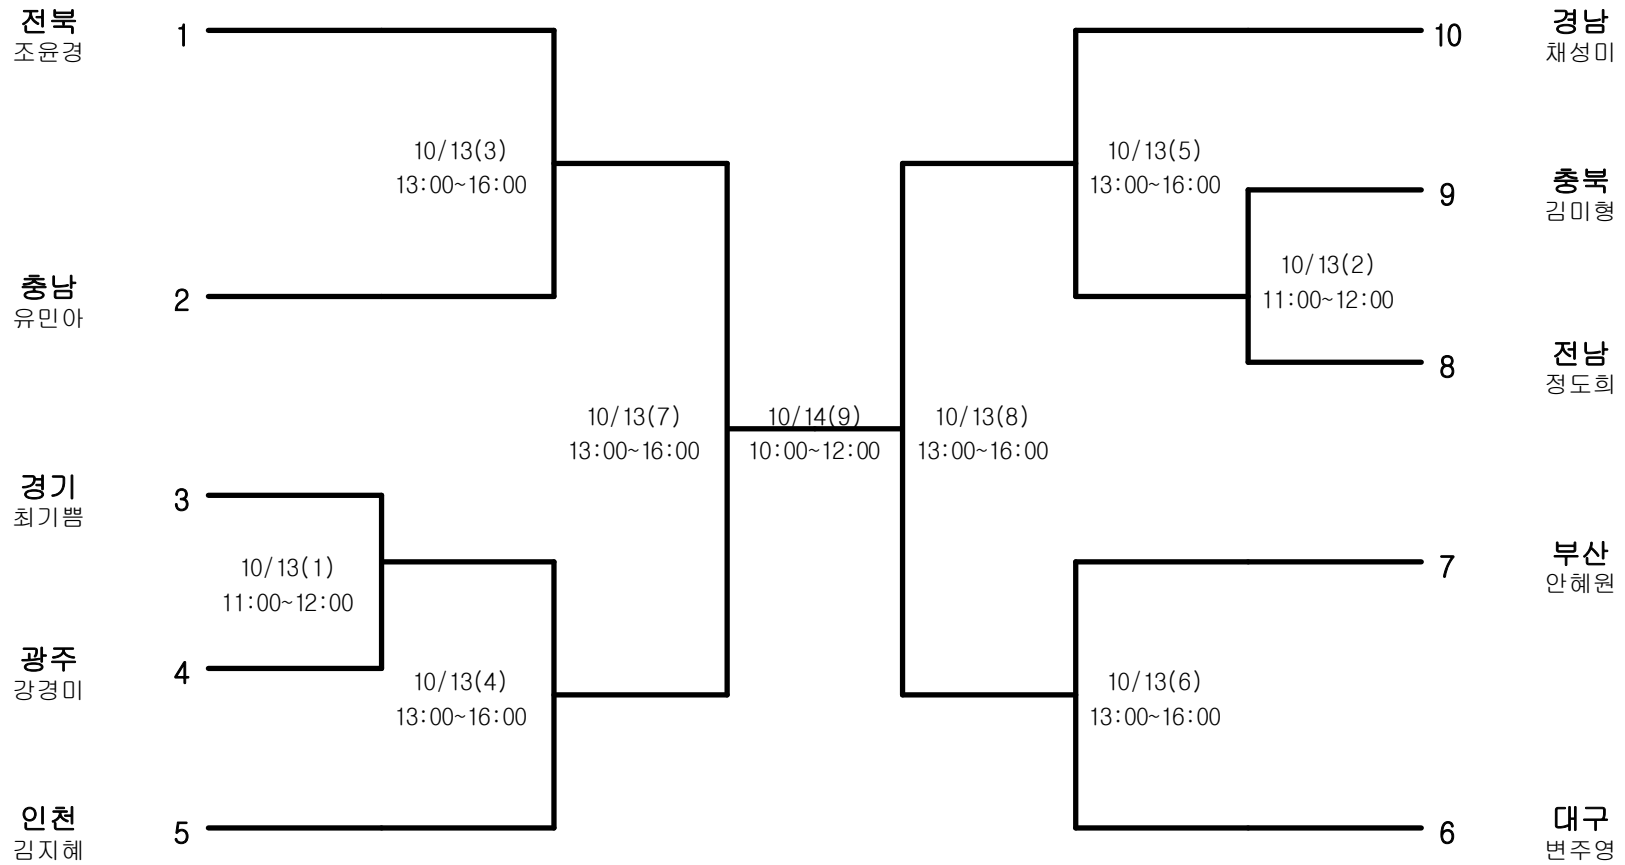 전북
조윤경
1
10/13(3)
13:00~16:00
충남
유민아
2
경기
최기쁨
3
10/13(1)
11:00~12:00
광주
강경미
4
10/13(4)
13:00~16:00
인천
김지혜
5
10/13(7)
13:00~16:00
10/14(9)
10:00~12:00
10/13(8)
13:00~16:00
10
경남
채성미
10/13(5)
13:00~16:00
9
충북
김미형
10/13(2)
11:00~12:00
8
전남
정도희
7
부산
안혜원
10/13(6)
13:00~16:00
6
대구
변주영